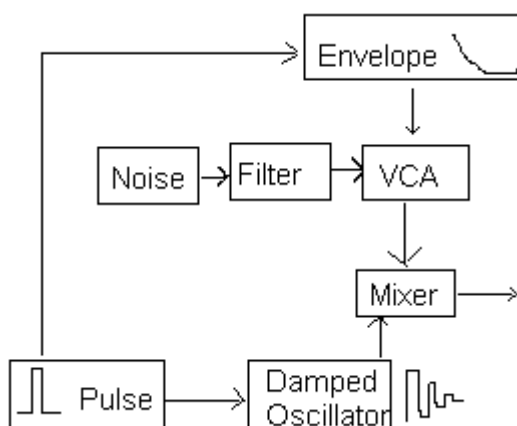 Envelope
Noise
Filter
VCA
Mixer
Pulse
Damped
Oscillator